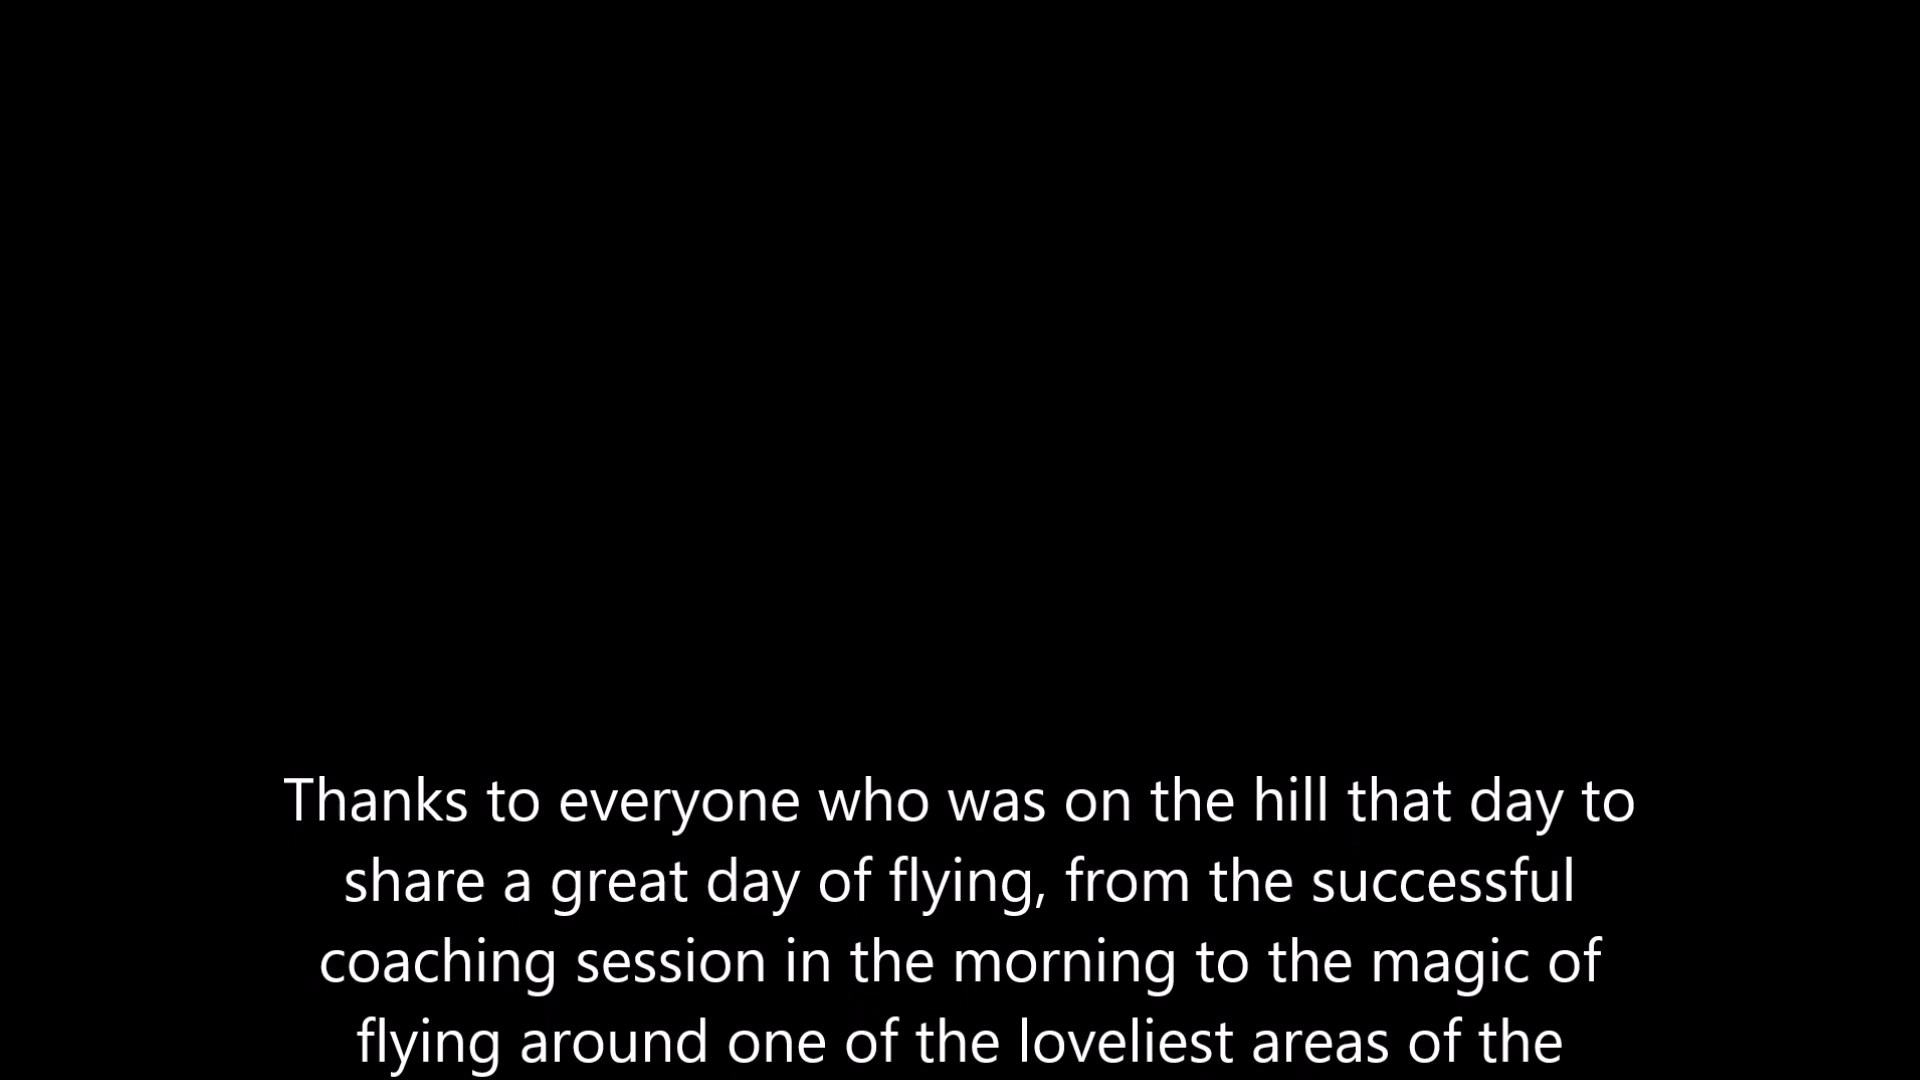 Thanks to everyone who was on the hill that day to
share a great day of flying, from the successful
coaching session in the morning to the magic of
flying around one of the loveliest areas of the